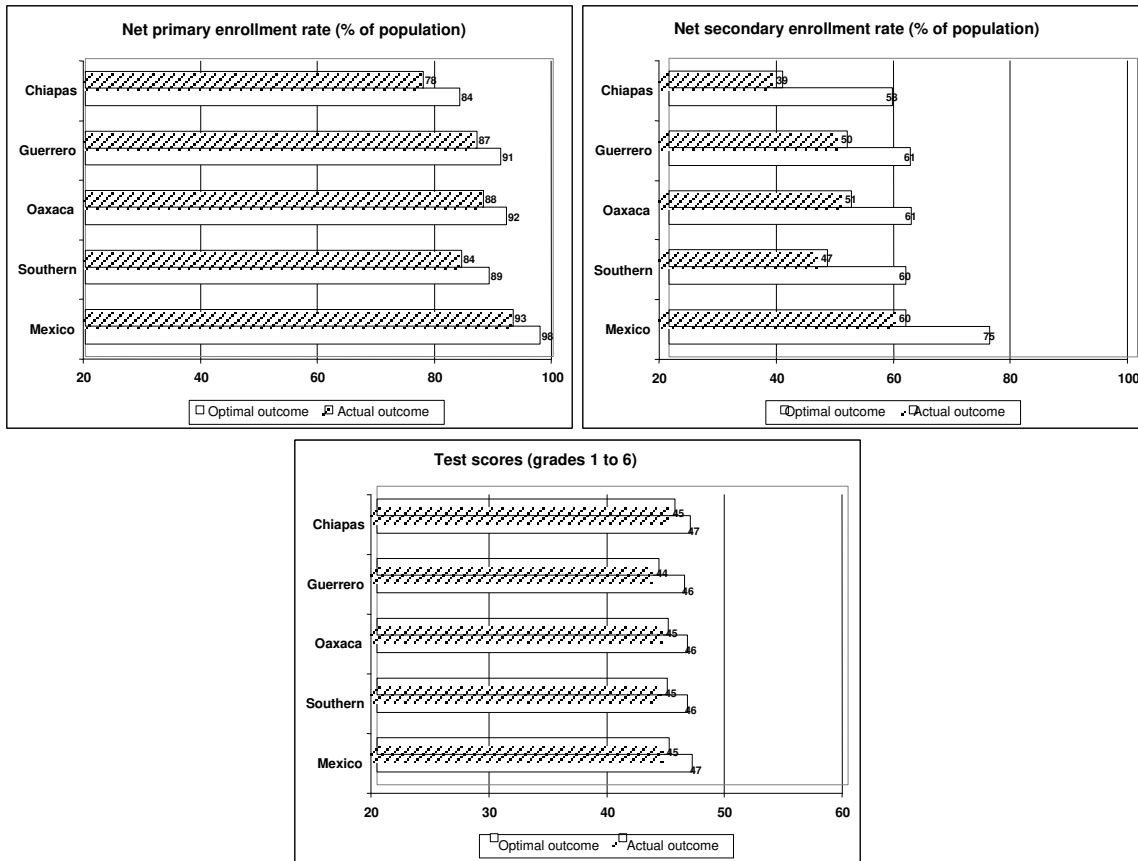 Net primary enrollment rate (% of population)
Chiapas
78
84
Guerrero
87
91
Oaxaca
88
92
Southern
84
89
Mexico
93
98
20 40 60 80 100
Optimal outcome Actual outcome
Net secondary enrollment rate (% of population)
Chiapas
39
58
Guerrero
50
61
Oaxaca
51
61
Southern
47
60
Mexico
60
75
20 40 60 80 100
Optimal outcome Actual outcome
Test scores (grades 1 to 6)
Chiapas
45
47
Guerrero
44
46
Oaxaca
45
46
Southern
45
46
Mexico
45
47
20 30 40 50 60
Optimal outcome Actual outcome